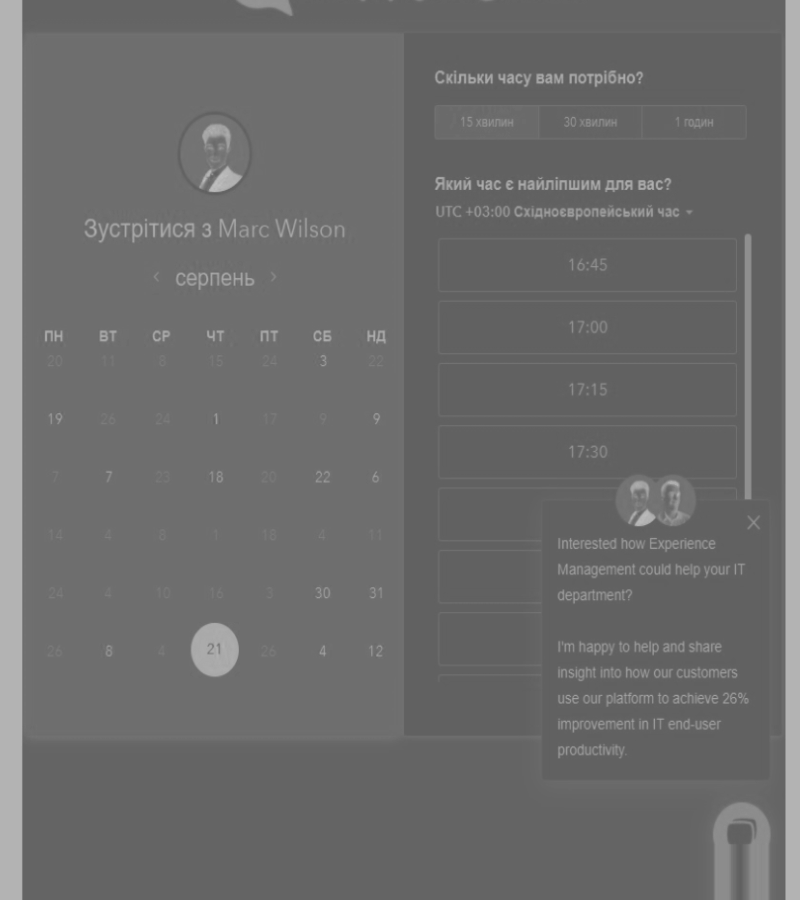 Зустрітися з Marc Wilson
‹ серпень ›
ПН ВТ СР ЧТ ПТ СБ НД
20 11 8 15 24 3 22
19 26 24 1 17 9 9
7 7 23 18 20 22 6
14 4 8 1 18 4 11
24 4 10 16 3 30 31
26 8 4 21 26 4 12
Скільки часу вам потрібно?
15 хвилин 30 хвилин 1 годин
Який час є найліпшим для вас?
UTC +03:00 Східноєвропейський час
16:45
17:00
17:15
17:30
Interested how Experience
Management could help your IT
department?
I'm happy to help and share
insight into how our customers
use our platform to achieve 26%
improvement in IT end-user
productivity.